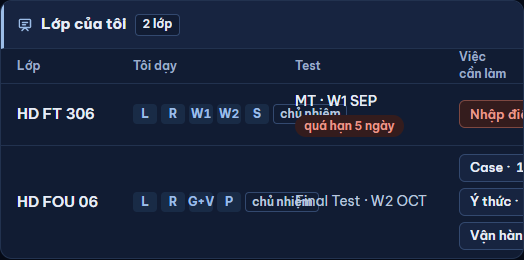 Lớp của tôi 2 lớp
Lớp Tôi dạy Test Việc
cần làm
HD FT 306 L R W1 W2 S chủ nhiệm MT · W1 SEP
quá hạn 5 ngày
Nhập
HD FOU 06 L R G+V P chủ nhiệm Final Test · W2 OCT
Case · 1
Ý thức ·
Vận hàn